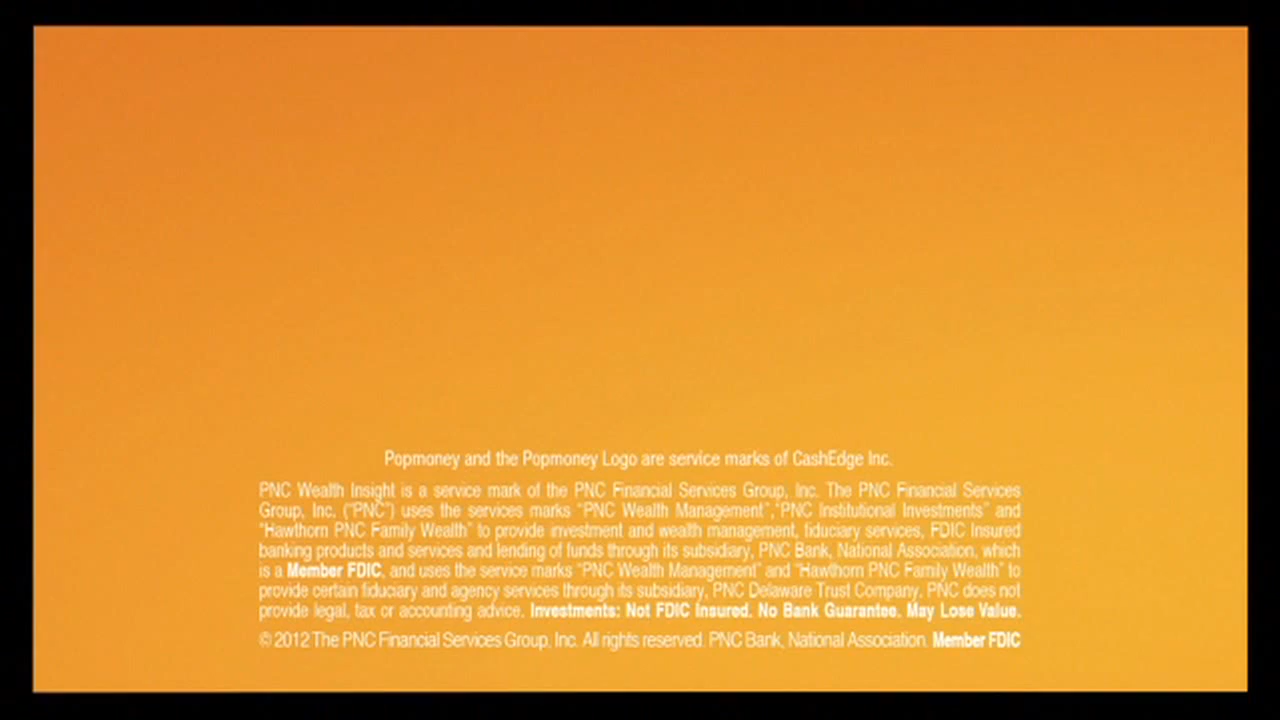 Popmoney and the Popmoney Logo are service marks of CashEdge Inc.
PNC Wealth Insight is a service mark of the PNC Financial Services Group, Inc. The PNC Financial Services
Group, Inc. (“PNC”) uses the services marks “PNC Wealth Management”,“PNC Institutional Investments” and
“Hawthorn PNC Family Wealth” to provide investment and wealth management, fiduciary services, FDIC Insured
banking products and services and lending of funds through its subsidiary, PNC Bank, National Association, which
is a Member FDIC, and uses the service marks “PNC Wealth Management” and “Hawthorn PNC Family Wealth” to
provide certain fiduciary and agency services through its subsidiary, PNC Delaware Trust Company. PNC does not
provide legal, tax or accounting advice. Investments: Not FDIC Insured. No Bank Guarantee. May Lose Value.
© 2012 The PNC Financial Services Group, Inc. All rights reserved. PNC Bank, National Association. Member FDIC